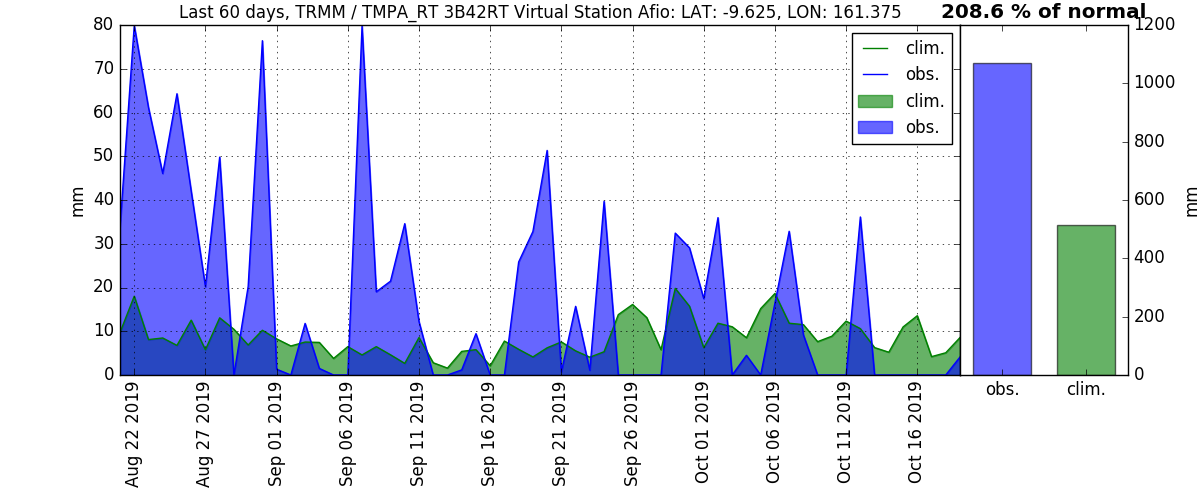 Last 60 days, TRMM / TMPA_RT 3B42RT Virtual Station Afio: LAT: -9.625, LON: 161.375
208.6 % of normal
mm
80
70
60
50
40
30
20
10
0
clim.
obs.
clim.
obs.
Aug 22 2019
Aug 27 2019
Sep 01 2019
Sep 06 2019
Sep 11 2019
Sep 16 2019
Sep 21 2019
Sep 26 2019
Oct 01 2019
Oct 06 2019
Oct 11 2019
Oct 16 2019
1200
1000
800
600
400
200
0
mm
obs.
clim.